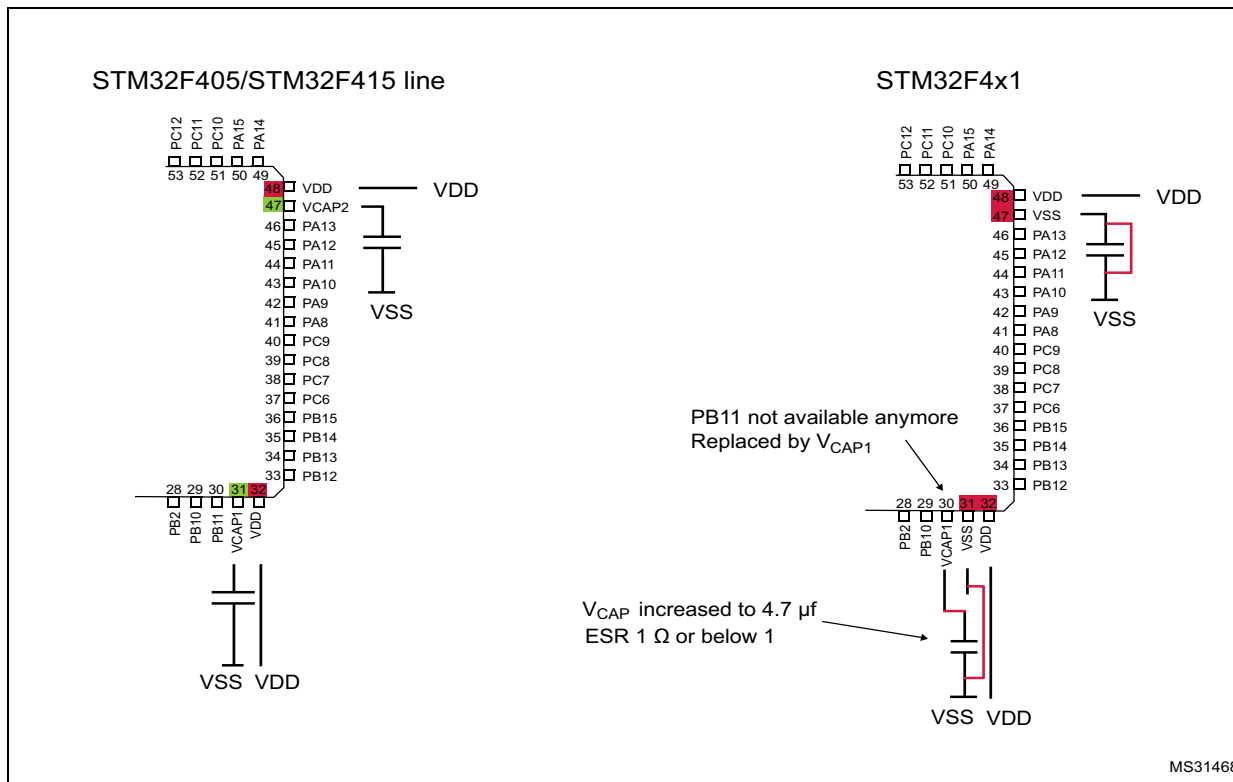 STM32F405/STM32F415 line
PC12
PC11
PC10
PA15
PA14
53 52 51 50 49
48 VDD
VDD
47 VCAP2
46 PA13
45 PA12
44 PA11
43 PA10
42 PA9
41 PA8
40 PC9
39 PC8
38 PC7
37 PC6
36 PB15
35 PB14
34 PB13
33 PB12
VSS
28 29 30 31 32
PB2
PB10
PB11
VCAP1
VDD
VSS VDD
STM32F4x1
PC12
PC11
PC10
PA15
PA14
53 52 51 50 49
48 VDD
VDD
47 VSS
46 PA13
45 PA12
44 PA11
43 PA10
42 PA9
41 PA8
40 PC9
39 PC8
38 PC7
37 PC6
36 PB15
35 PB14
34 PB13
33 PB12
VSS
PB11 not available anymore
Replaced by VCAP1
28 29 30 31 32
PB2
PB10
VCAP1
VSS
VDD
VCAP increased to 4.7 µf
ESR 1 Ω or below 1
VSS VDD
MS31468